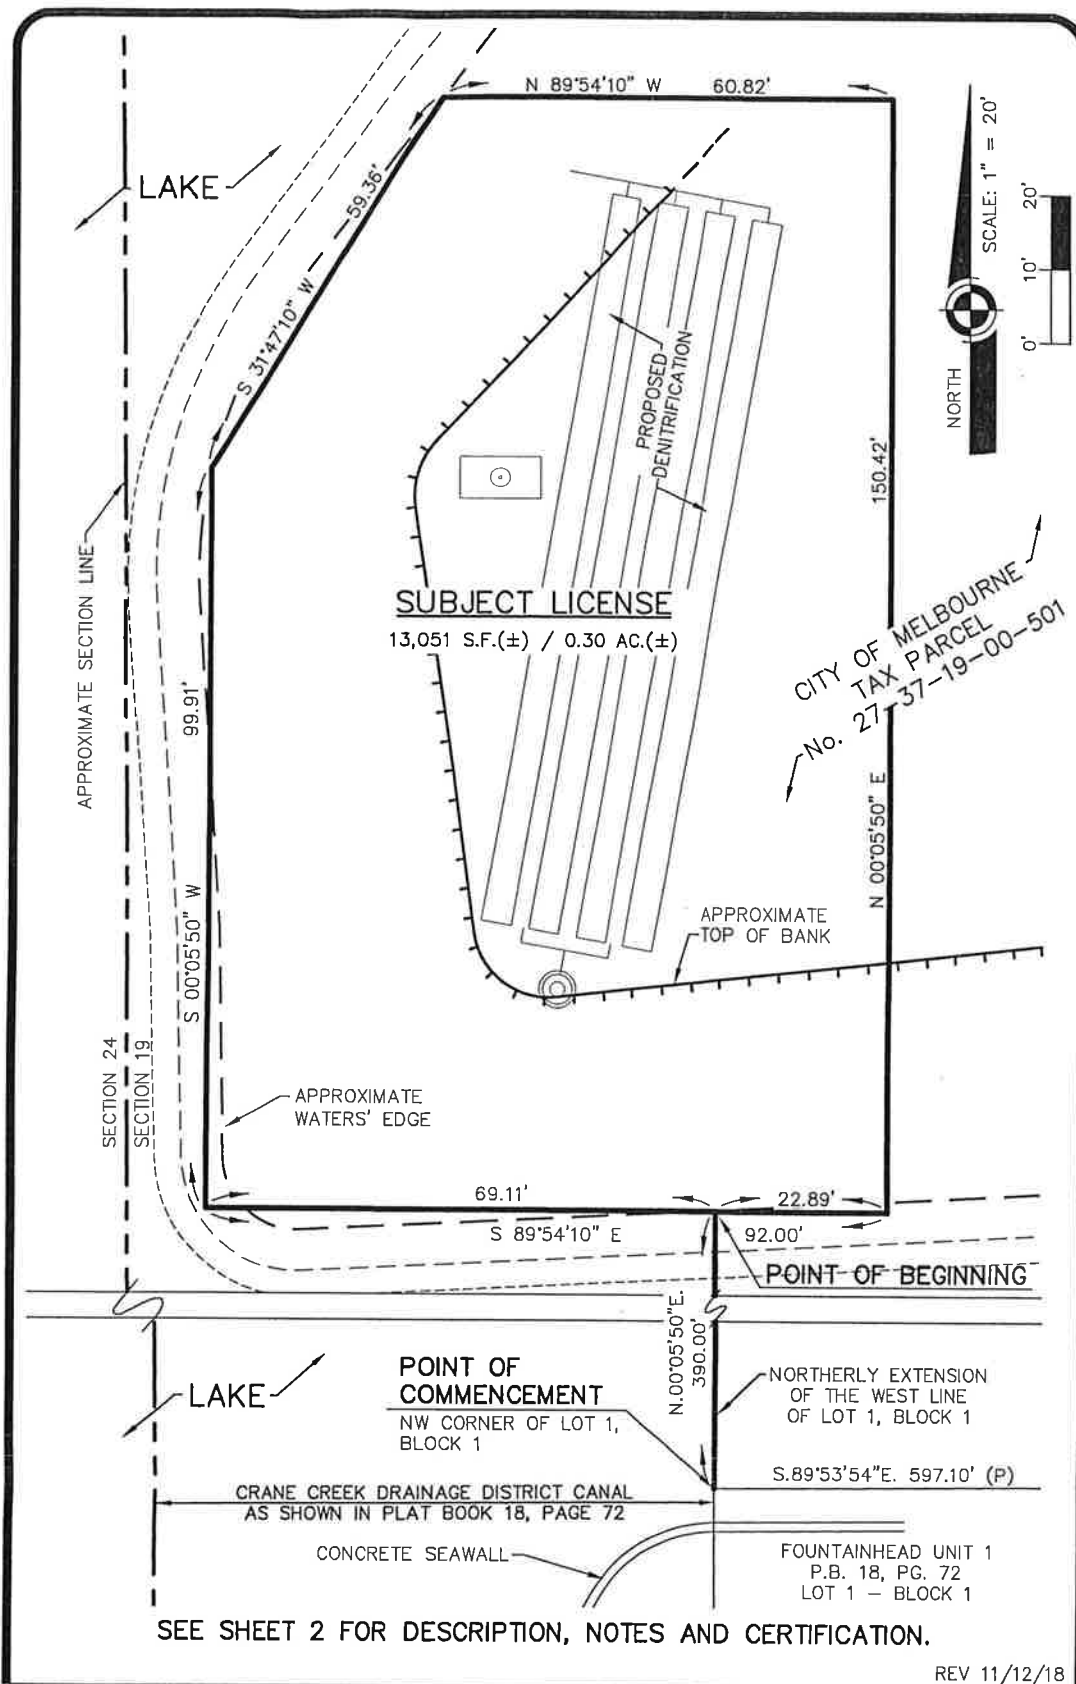 N 89°54'10" W 60.82'
LAKE
59.36'
S 31°47'10" W
SCALE: 1" = 20'
20'
10'
0'
NORTH
PROPOSED
DENITRIFICATION
150.42'
APPROXIMATE SECTION LINE
SUBJECT LICENSE
13,051 S.F.(±) / 0.30 AC.(±)
CITY OF MELBOURNE
TAX PARCEL
No. 27-37-19-00-501
99.91'
S 00°05'50" W
N 00°05'50" E
APPROXIMATE
TOP OF BANK
SECTION 24
SECTION 19
APPROXIMATE
WATERS' EDGE
69.11'
22.89'
S 89°54'10" E 92.00'
POINT OF BEGINNING
N.00°05'50"E.
390.00'
LAKE
POINT OF
COMMENCEMENT
NW CORNER OF LOT 1,
BLOCK 1
NORTHERLY EXTENSION
OF THE WEST LINE
OF LOT 1, BLOCK 1
S.89°53'54"E. 597.10' (P)
CRANE CREEK DRAINAGE DISTRICT CANAL
AS SHOWN IN PLAT BOOK 18, PAGE 72
CONCRETE SEAWALL
FOUNTAINHEAD UNIT 1
P.B. 18, PG. 72
LOT 1 – BLOCK 1
SEE SHEET 2 FOR DESCRIPTION, NOTES AND CERTIFICATION.
REV 11/12/18